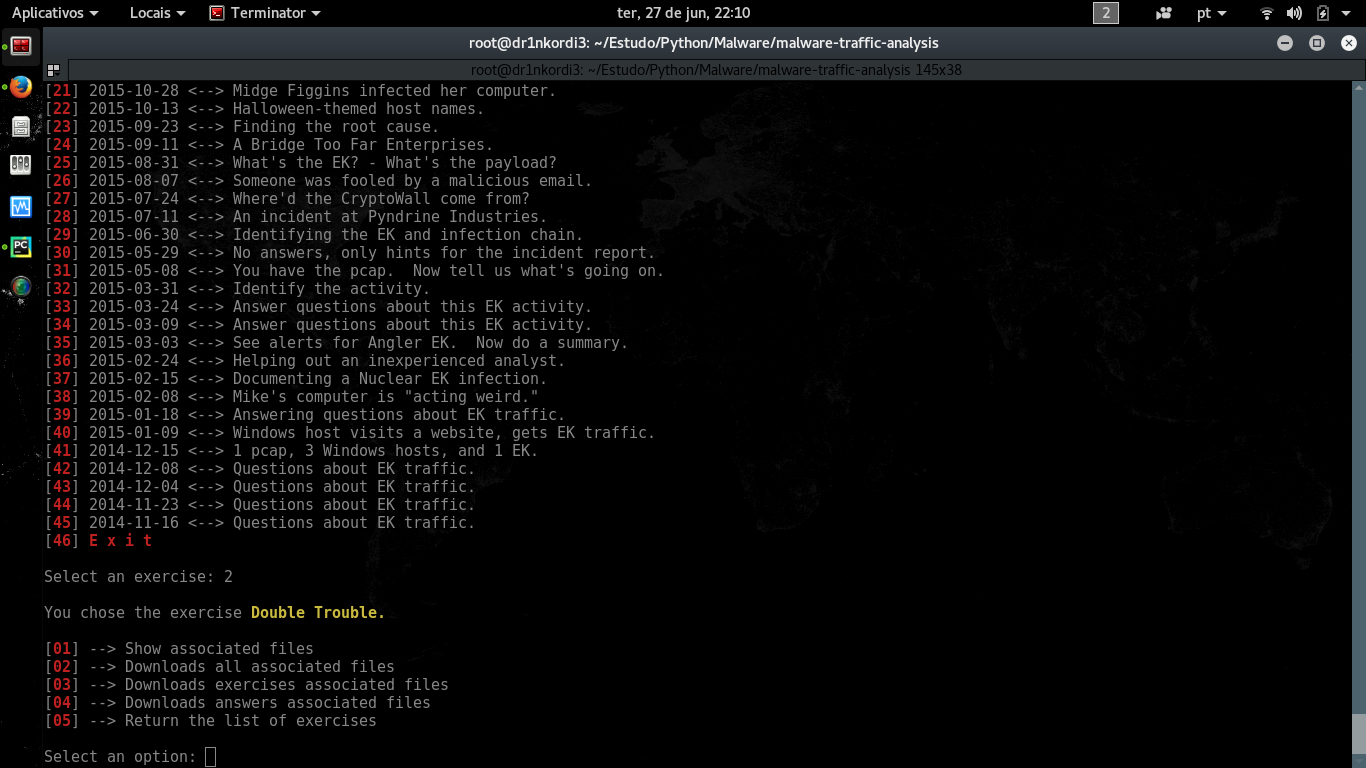 Aplicativos Locais Terminator ter, 27 de jun, 22:10 2 pt
root@dr1nkordi3: ~/Estudo/Python/Malware/malware-traffic-analysis
root@dr1nkordi3: ~/Estudo/Python/Malware/malware-traffic-analysis 145x38
[21] 2015-10-28 <--> Midge Figgins infected her computer.
[22] 2015-10-13 <--> Halloween-themed host names.
[23] 2015-09-23 <--> Finding the root cause.
[24] 2015-09-11 <--> A Bridge Too Far Enterprises.
[25] 2015-08-31 <--> What's the EK? - What's the payload?
[26] 2015-08-07 <--> Someone was fooled by a malicious email.
[27] 2015-07-24 <--> Where'd the CryptoWall come from?
[28] 2015-07-11 <--> An incident at Pyndrine Industries.
[29] 2015-06-30 <--> Identifying the EK and infection chain.
[30] 2015-05-29 <--> No answers, only hints for the incident report.
[31] 2015-05-08 <--> You have the pcap.  Now tell us what's going on.
[32] 2015-03-31 <--> Identify the activity.
[33] 2015-03-24 <--> Answer questions about this EK activity.
[34] 2015-03-09 <--> Answer questions about this EK activity.
[35] 2015-03-03 <--> See alerts for Angler EK.  Now do a summary.
[36] 2015-02-24 <--> Helping out an inexperienced analyst.
[37] 2015-02-15 <--> Documenting a Nuclear EK infection.
[38] 2015-02-08 <--> Mike's computer is "acting weird."
[39] 2015-01-18 <--> Answering questions about EK traffic.
[40] 2015-01-09 <--> Windows host visits a website, gets EK traffic.
[41] 2014-12-15 <--> 1 pcap, 3 Windows hosts, and 1 EK.
[42] 2014-12-08 <--> Questions about EK traffic.
[43] 2014-12-04 <--> Questions about EK traffic.
[44] 2014-11-23 <--> Questions about EK traffic.
[45] 2014-11-16 <--> Questions about EK traffic.
[46] E x i t
Select an exercise: 2
You chose the exercise Double Trouble.
[01] --> Show associated files
[02] --> Downloads all associated files
[03] --> Downloads exercises associated files
[04] --> Downloads answers associated files
[05] --> Return the list of exercises
Select an option:
PC